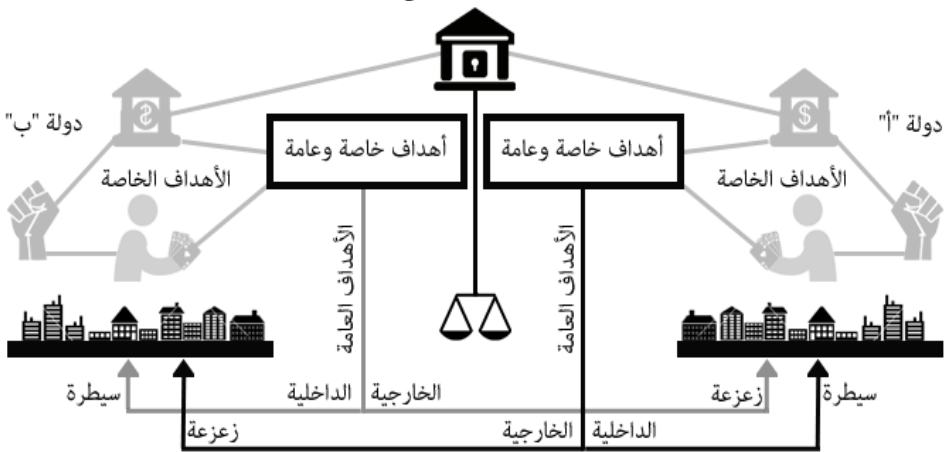 دولة "أ"
دولة "ب"
أهداف خاصة وعامة
أهداف خاصة وعامة
الأهداف الخاصة
الأهداف الخاصة
الأهداف العامة
الأهداف العامة
سيطرة
زعزعة
الخارجية
الداخلية
سيطرة
الداخلية
الخارجية
زعزعة